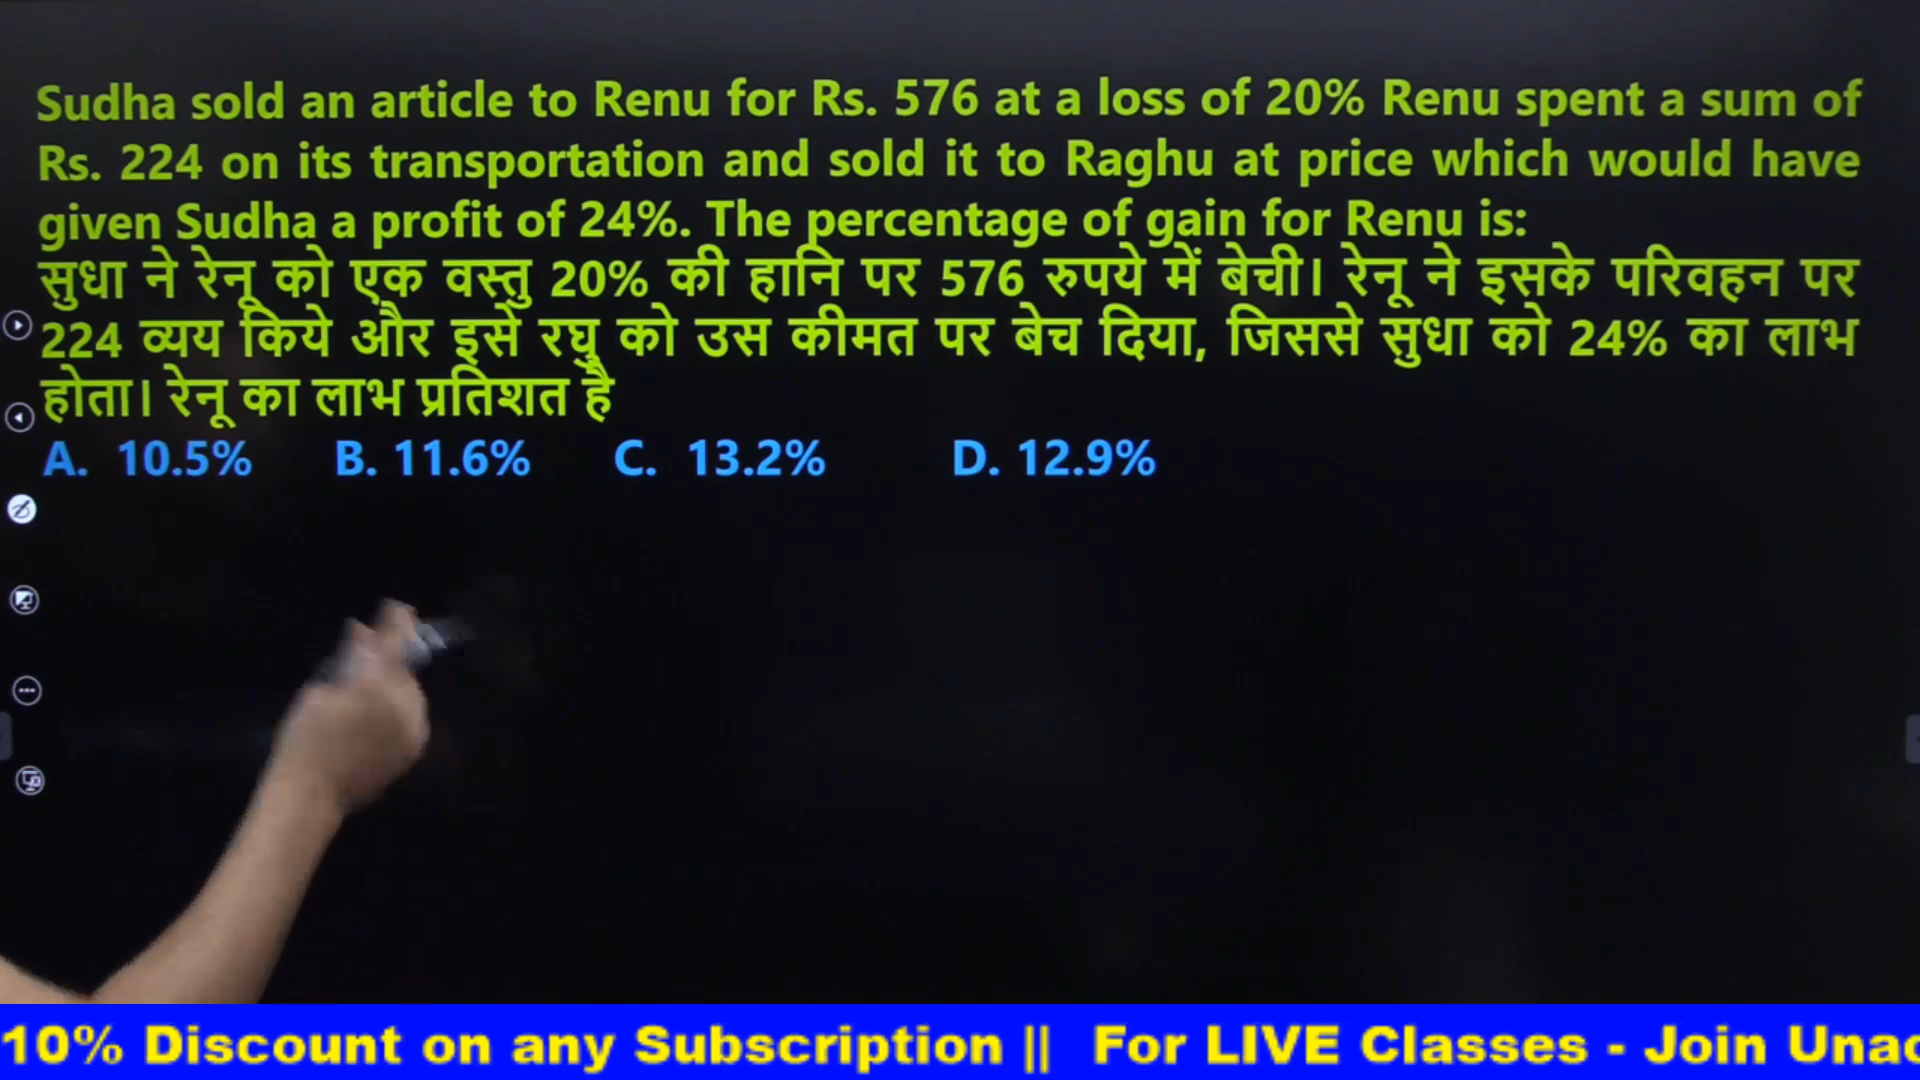 Sudha sold an article to Renu for Rs. 576 at a loss of 20% Renu spent a sum of
Rs. 224 on its transportation and sold it to Raghu at price which would have
given Sudha a profit of 24%. The percentage of gain for Renu is:
सुधा ने रेनू को एक वस्तु 20% की हानि पर 576 रुपये में बेची। रेनू ने इसके परिवहन पर
224 व्यय किये और इसे रघु को उस कीमत पर बेच दिया, जिससे सुधा को 24% का लाभ
होता। रेनू का लाभ प्रतिशत है
A. 10.5% B. 11.6% C. 13.2% D. 12.9%
10% Discount on any Subscription || For LIVE Classes - Join Unac